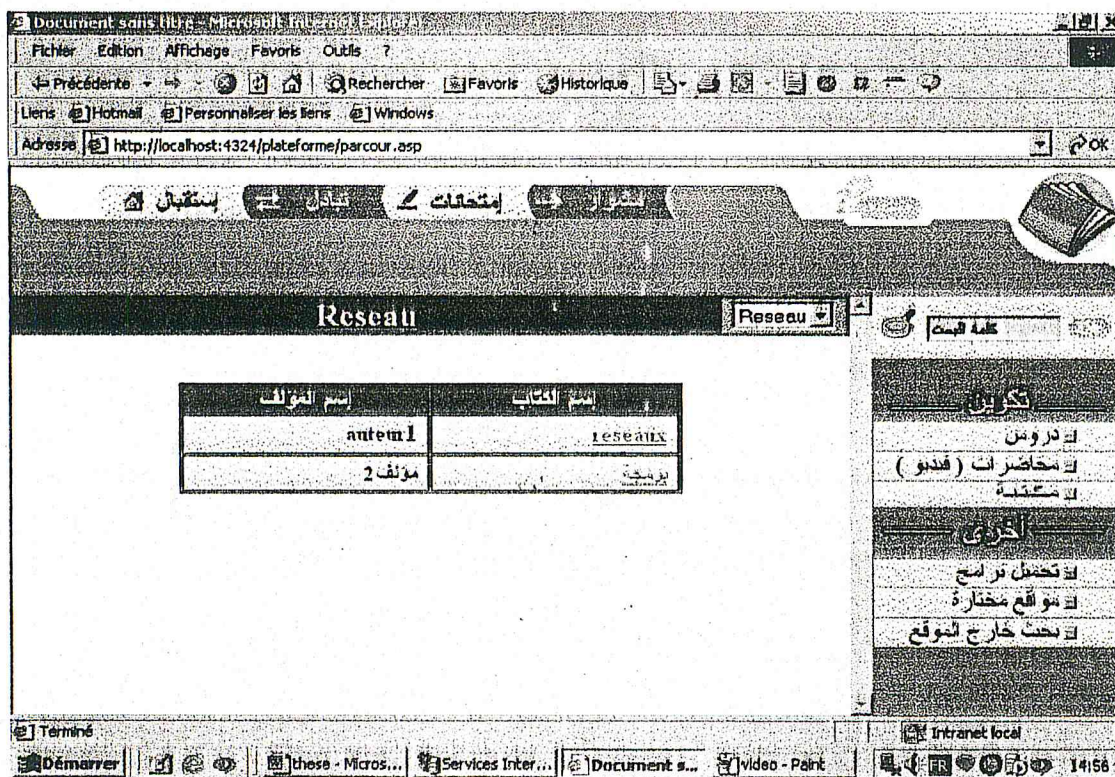 Document sans titre - Microsoft Internet Explorer
Fichier Edition Affichage Favoris Outils ?
Précédente Rechercher Favoris Historique
Liens Hotmail Personnaliser les liens Windows
Adresse http://localhost:4324/plateforme/parcour.asp OK
إستقبال تبادل إمتحانات
Reseau Reseau
كلمة البحث
إسم الكتاب إسم المؤلف
reseaux auteur1
برمجة مؤلف2
تكوين
دروس
محاضرات ( فيديو )
مكتبة
أخرى
تحميل برامج
مواقع مختارة
بحث خارج الموقع
Terminé Intranet local
Démarrer these - Micros... Services Inter... Document s... video - Paint FR 14:56